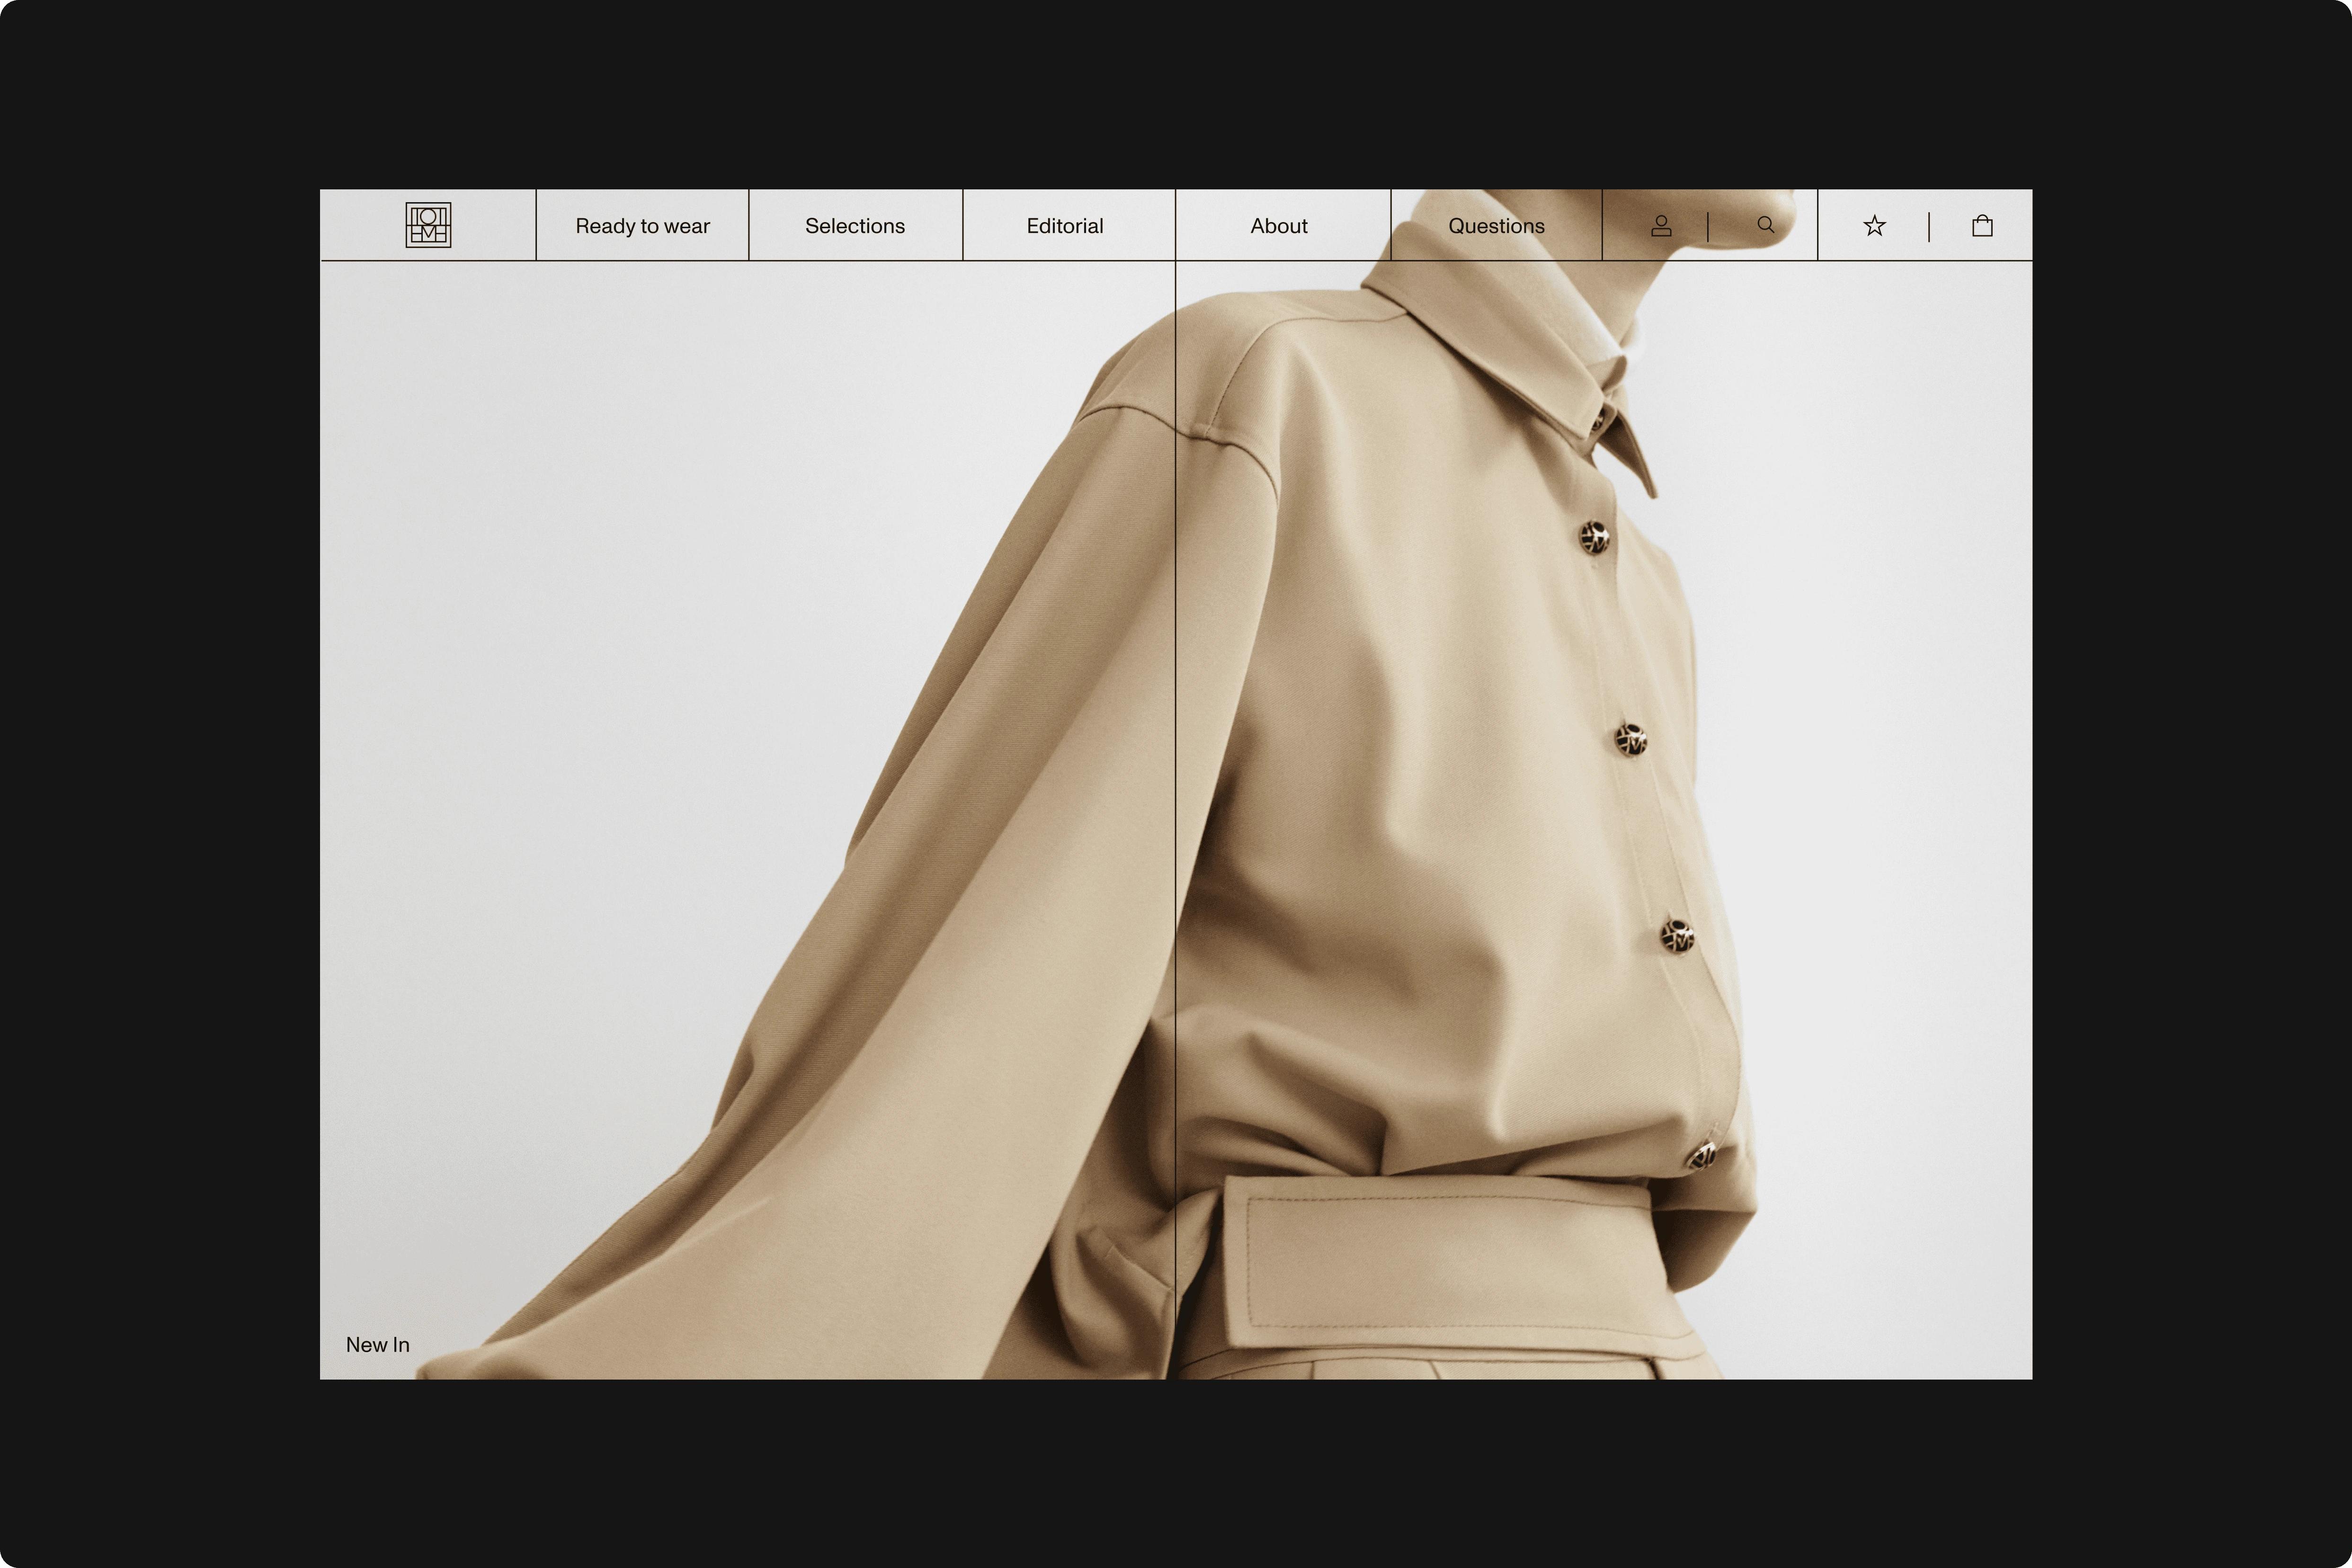 Ready to wear
Selections
Editorial
About
Questions
New In